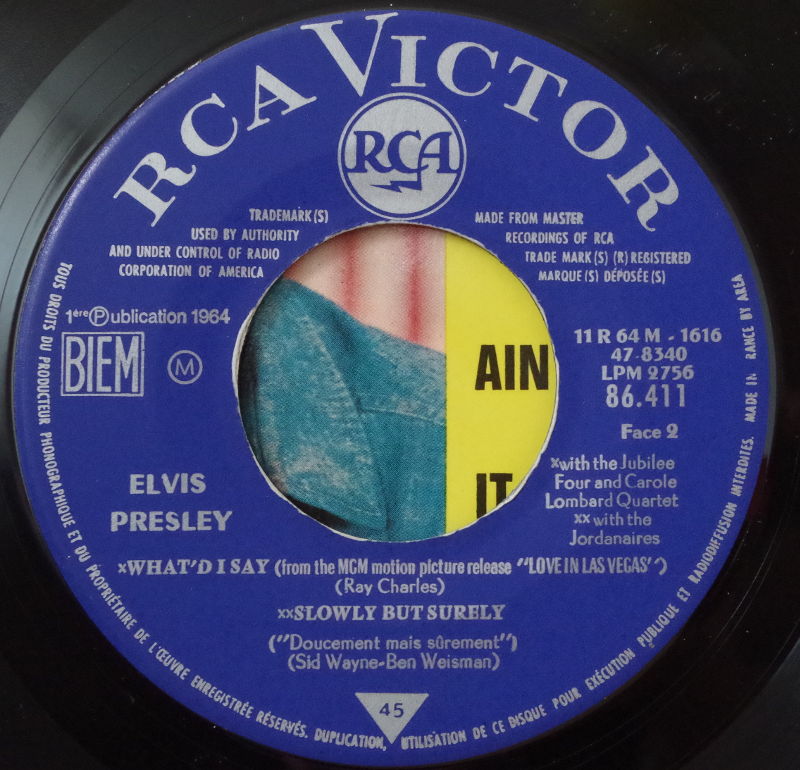 RCA VICTOR
RCA
TRADEMARK(S)
USED BY AUTHORITY
AND UNDER CONTROL OF RADIO
CORPORATION OF AMERICA
MADE FROM MASTER
RECORDINGS OF RCA
TRADE MARK(S) (R) REGISTERED
MARQUE(S) DÉPOSÉE(S)
1ère Ⓟublication 1964
BIEM
Ⓜ
11 R 64 M - 1616
47-8340
LPM 2756
86.411
Face 2
AIN
IT
ELVIS
PRESLEY
xwith the Jubilee
Four and Carole
Lombard Quartet
xx with the
Jordanaires
xWHAT'D I SAY (from the MGM motion picture release "LOVE IN LAS VEGAS")
(Ray Charles)
xxSLOWLY BUT SURELY
("Doucement mais sûrement")
(Sid Wayne-Ben Weisman)
45
TOUS DROITS DU PRODUCTEUR PHONOGRAPHIQUE ET DU PROPRIÉTAIRE DE L'ŒUVRE ENREGISTRÉE RÉSERVÉS. DUPLICATION, UTILISATION DE CE DISQUE POUR EXÉCUTION PUBLIQUE ET RADIODIFFUSION INTERDITES. MADE IN RANCE BY AREA